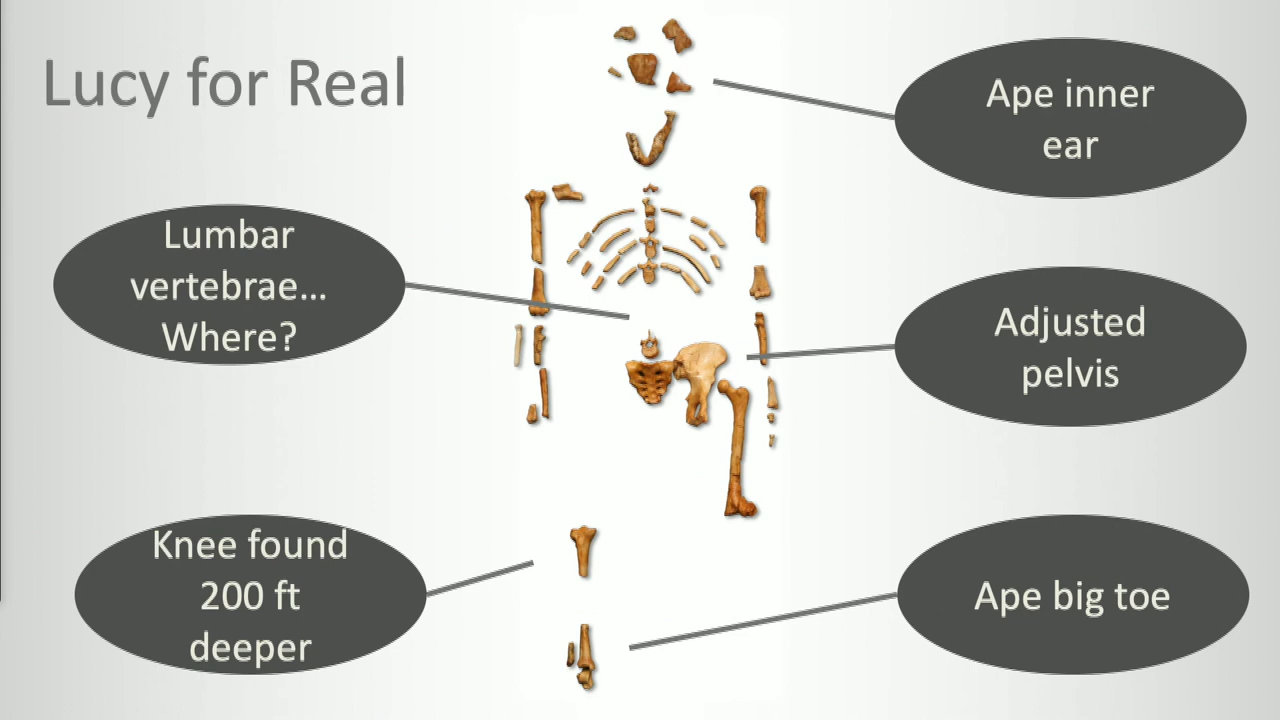 Lucy for Real
Ape inner
ear
Lumbar
vertebrae...
Where?
Adjusted
pelvis
Knee found
200 ft
deeper
Ape big toe